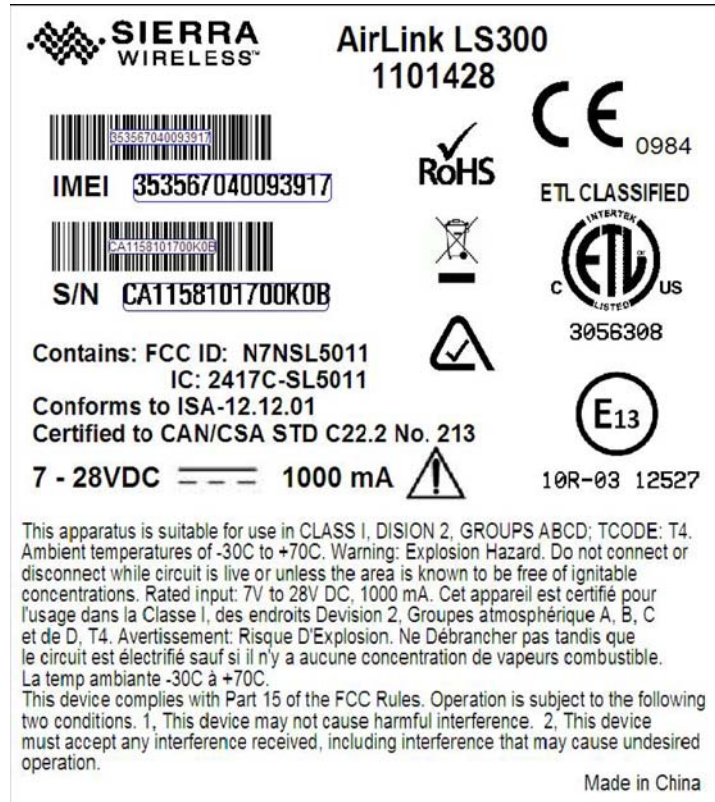 SIERRA
WIRELESS™
AirLink LS300
1101428
353567040093917
IMEI 353567040093917
CA1158101700K0B
S/N CA1158101700K0B
RoHS
CE 0984
ETL CLASSIFIED
INTERTEK
ETL
C US
LISTED
3056308
Contains: FCC ID: N7NSL5011
IC: 2417C-SL5011
Conforms to ISA-12.12.01
Certified to CAN/CSA STD C22.2 No. 213
E13
7 - 28VDC 1000 mA
10R-03 12527
This apparatus is suitable for use in CLASS I, DISION 2, GROUPS ABCD; TCODE: T4.
Ambient temperatures of -30C to +70C. Warning: Explosion Hazard. Do not connect or
disconnect while circuit is live or unless the area is known to be free of ignitable
concentrations. Rated input: 7V to 28V DC, 1000 mA. Cet appareil est certifié pour
l'usage dans la Classe I, des endroits Devision 2, Groupes atmosphérique A, B, C
et de D, T4. Avertissement: Risque D'Explosion. Ne Débrancher pas tandis que
le circuit est électrifié sauf si il n'y a aucune concentration de vapeurs combustible.
La temp ambiante -30C à +70C.
This device complies with Part 15 of the FCC Rules. Operation is subject to the following
two conditions. 1, This device may not cause harmful interference. 2, This device
must accept any interference received, including interference that may cause undesired
operation.
Made in China